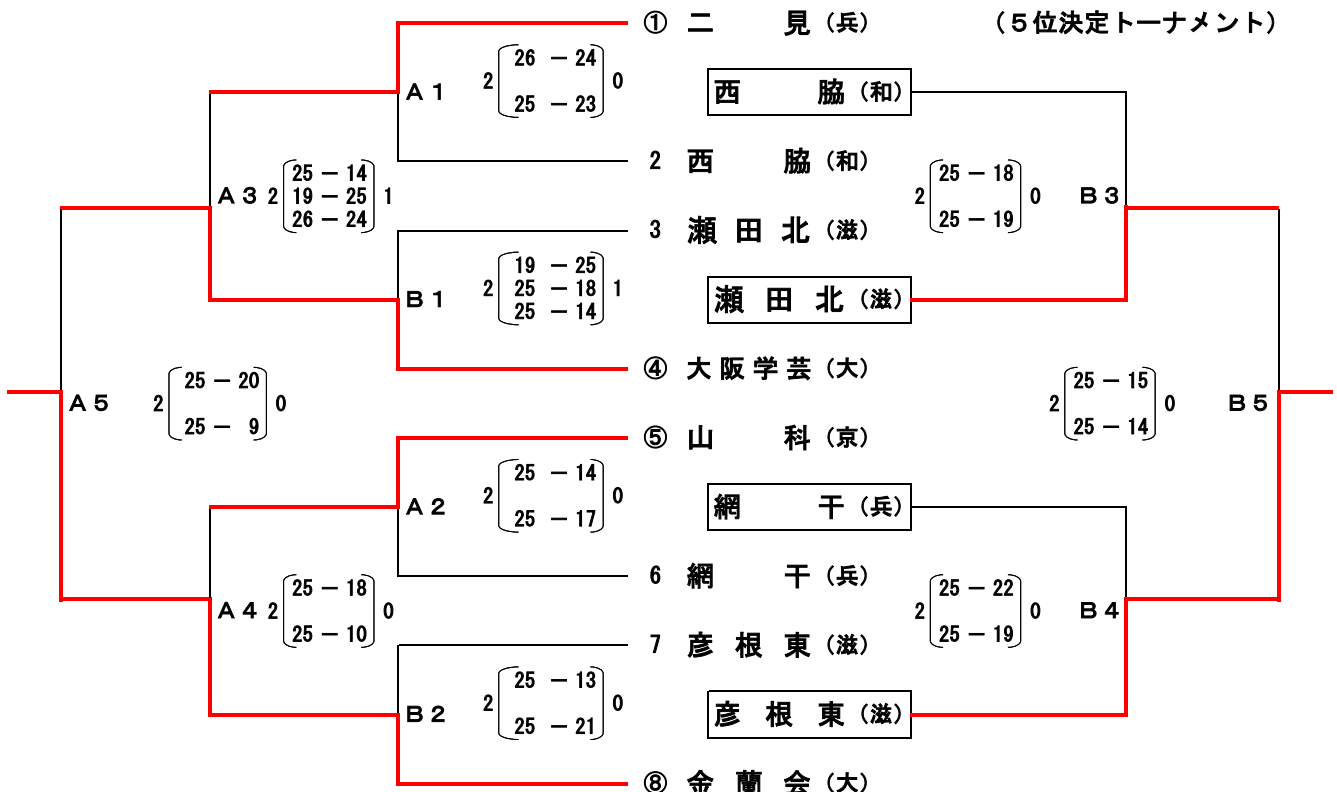 ① 二 見（兵） （５位決定トーナメント）
Ａ１ 2 26 － 24 0
25 － 23
西 脇（和）
2 西 脇（和）
Ａ３ 2 25 － 14 1
19 － 25
26 － 24
2 25 － 18 0 Ｂ３
25 － 19
3 瀬 田 北（滋）
Ｂ１ 2 19 － 25 1
25 － 18
25 － 14
瀬 田 北（滋）
④ 大 阪 学 芸（大）
Ａ５ 2 25 － 20 0
25 － 9
2 25 － 15 0 Ｂ５
25 － 14
⑤ 山 科（京）
Ａ２ 2 25 － 14 0
25 － 17
網 干（兵）
6 網 干（兵）
Ａ４ 2 25 － 18 0
25 － 10
2 25 － 22 0 Ｂ４
25 － 19
7 彦 根 東（滋）
Ｂ２ 2 25 － 13 0
25 － 21
彦 根 東（滋）
⑧ 金 蘭 会（大）